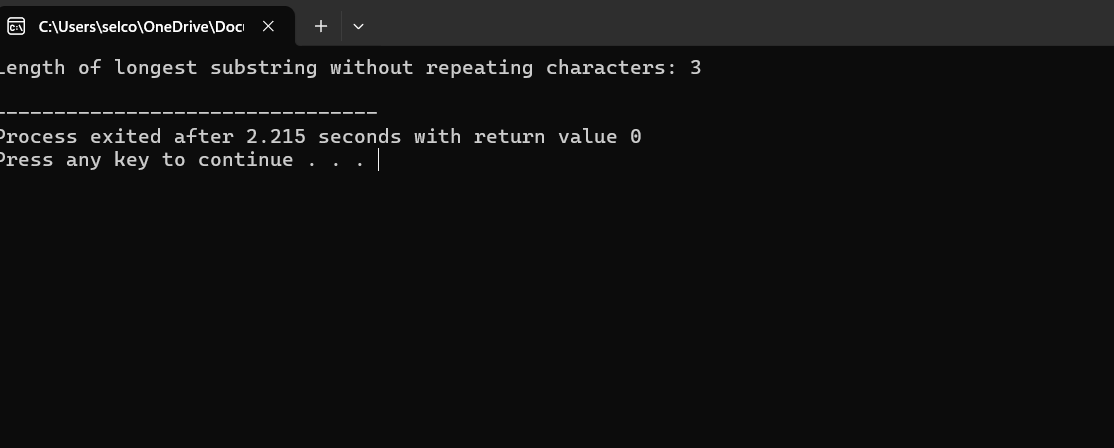 C:\Users\selco\OneDrive\Docu
Length of longest substring without repeating characters: 3
--------------------------------
Process exited after 2.215 seconds with return value 0
Press any key to continue . . .